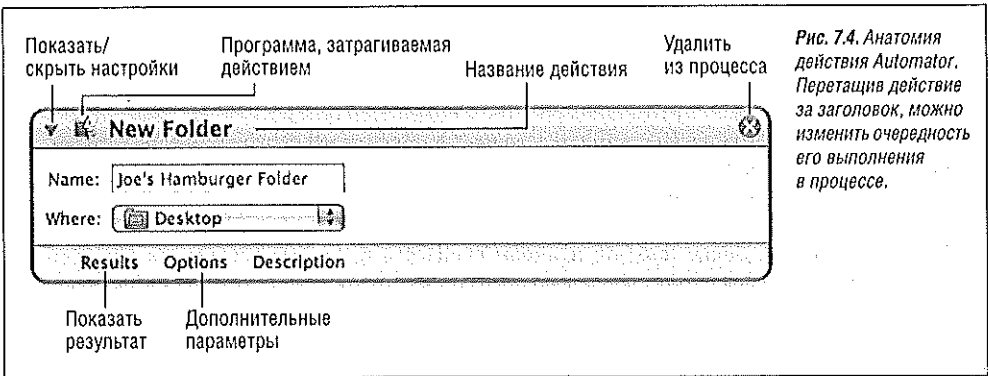 Показать/
скрыть настройки
Программа, затрагиваемая
действием
Название действия
Удалить
из процесса
New Folder
Name: Joe's Hamburger Folder
Where: Desktop
Results Options Description
Показать
результат
Дополнительные
параметры
Рис. 7.4. Анатомия
действия Automator.
Перетащив действие
за заголовок, можно
изменить очередность
его выполнения
в процессе.